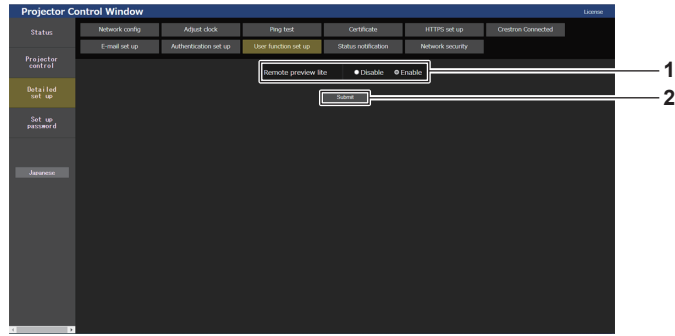 Projector Control Window
License
Status
Network config
Adjust clock
Ping test
Certificate
HTTPS set up
Crestron Connected
E-mail set up
Authentication set up
User function set up
Status notification
Network security
Projector
control
Remote preview lite
Disable
Enable
1
Detailed
set up
Submit
2
Set up
password
Japanese